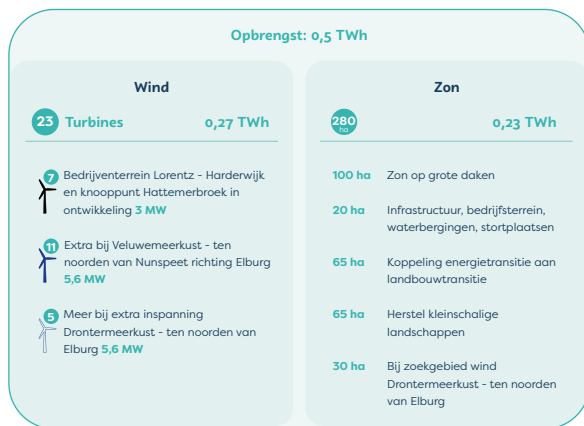 Opbrengst: 0,5 TWh
Wind
23 Turbines 0,27 TWh
7 Bedrijventerrein Lorentz - Harderwijk
en knooppunt Hattemerbroek in
ontwikkeling 3 MW
11 Extra bij Veluwemeerkust - ten
noorden van Nunspeet richting Elburg
5,6 MW
5 Meer bij extra inspanning
Drontermeerkust - ten noorden van
Elburg 5,6 MW
Zon
280 ha 0,23 TWh
100 ha Zon op grote daken
20 ha Infrastructuur, bedrijfsterrein,
waterbergingen, stortplaatsen
65 ha Koppeling energietransitie aan
landbouwtransitie
65 ha Herstel kleinschalige
landschappen
30 ha Bij zoekgebied wind
Drontermeerkust - ten noorden
van Elburg